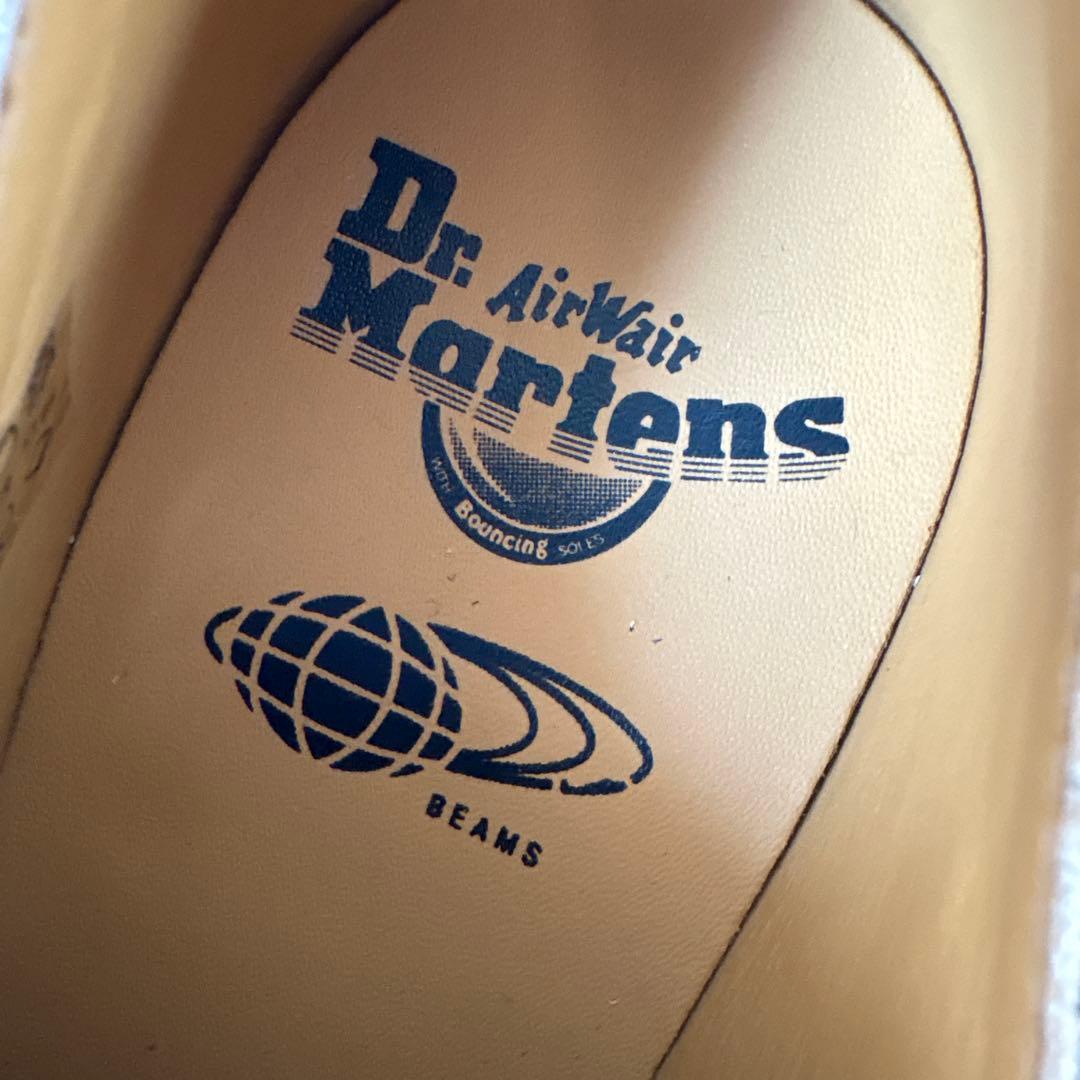 Dr.
AirWair
Martens
WITH Bouncing SOLES
BEAMS